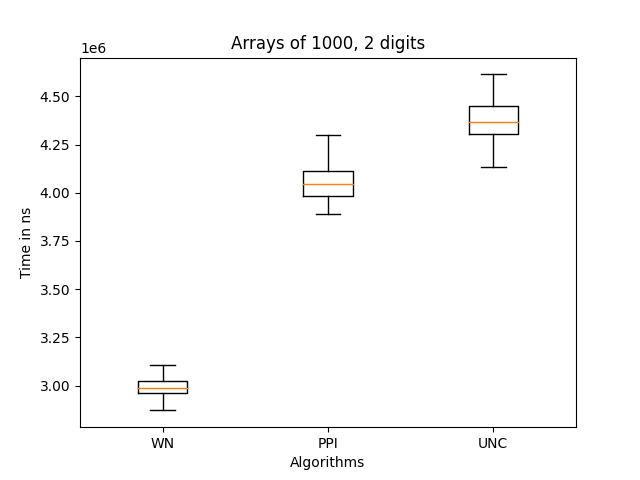 Arrays of 1000, 2 digits
1e6
4.50
4.25
4.00
3.75
3.50
3.25
3.00
Time in ns
WN PPI UNC
Algorithms